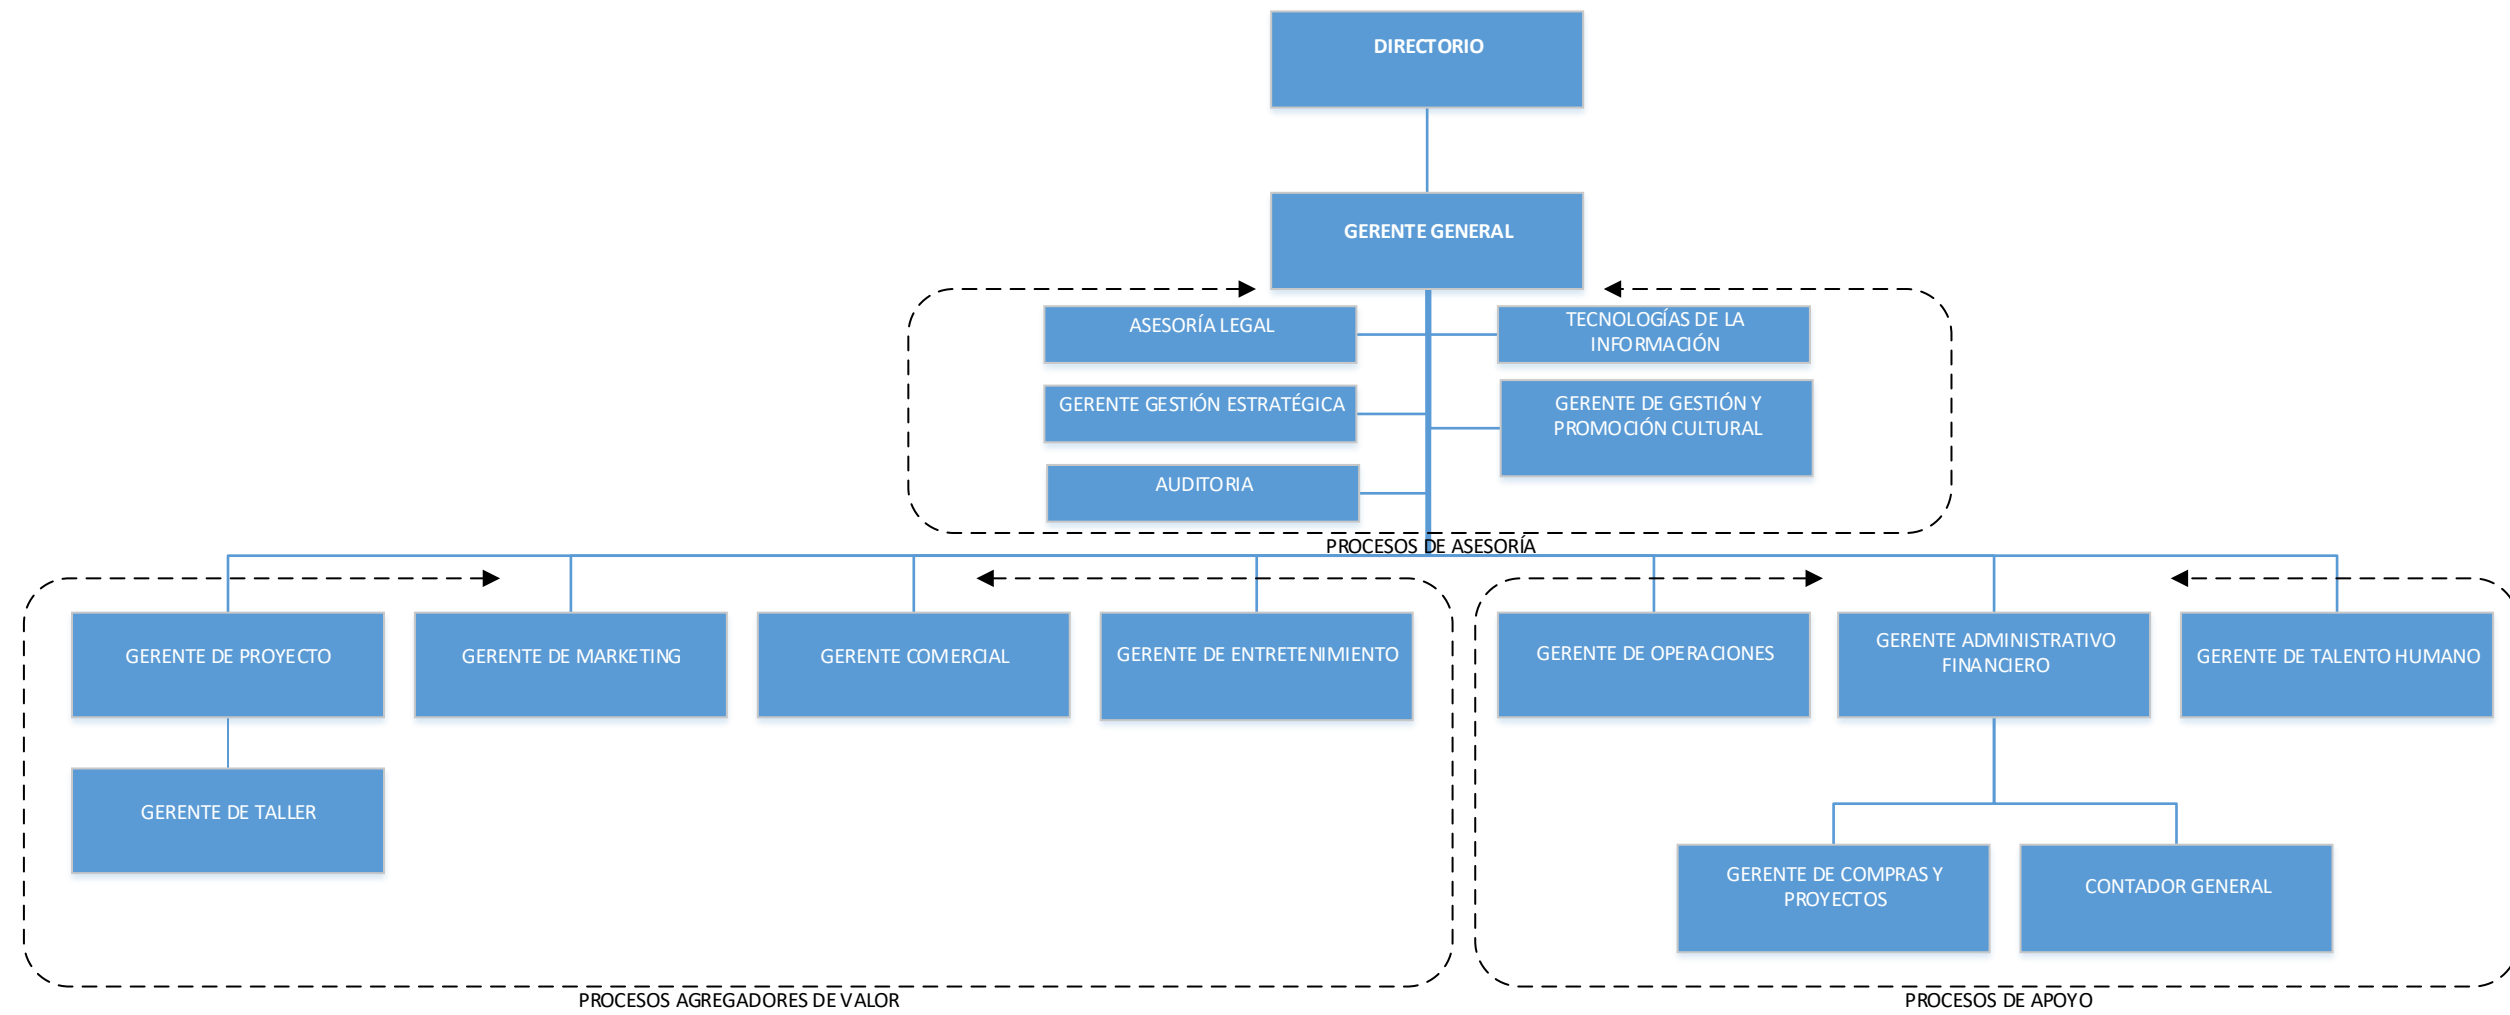 DIRECTORIO
GERENTE GENERAL
ASESORÍA LEGAL
TECNOLOGÍAS DE LA
INFORMACIÓN
GERENTE GESTIÓN ESTRATÉGICA
GERENTE DE GESTIÓN Y
PROMOCIÓN CULTURAL
AUDITORIA
PROCESOS DE ASESORÍA
GERENTE DE PROYECTO
GERENTE DE MARKETING
GERENTE COMERCIAL
GERENTE DE ENTRETENIMIENTO
GERENTE DE OPERACIONES
GERENTE ADMINISTRATIVO
FINANCIERO
GERENTE DE TALENTO HUMANO
GERENTE DE TALLER
GERENTE DE COMPRAS Y
PROYECTOS
CONTADOR GENERAL
PROCESOS AGREGADORES DE VALOR
PROCESOS DE APOYO